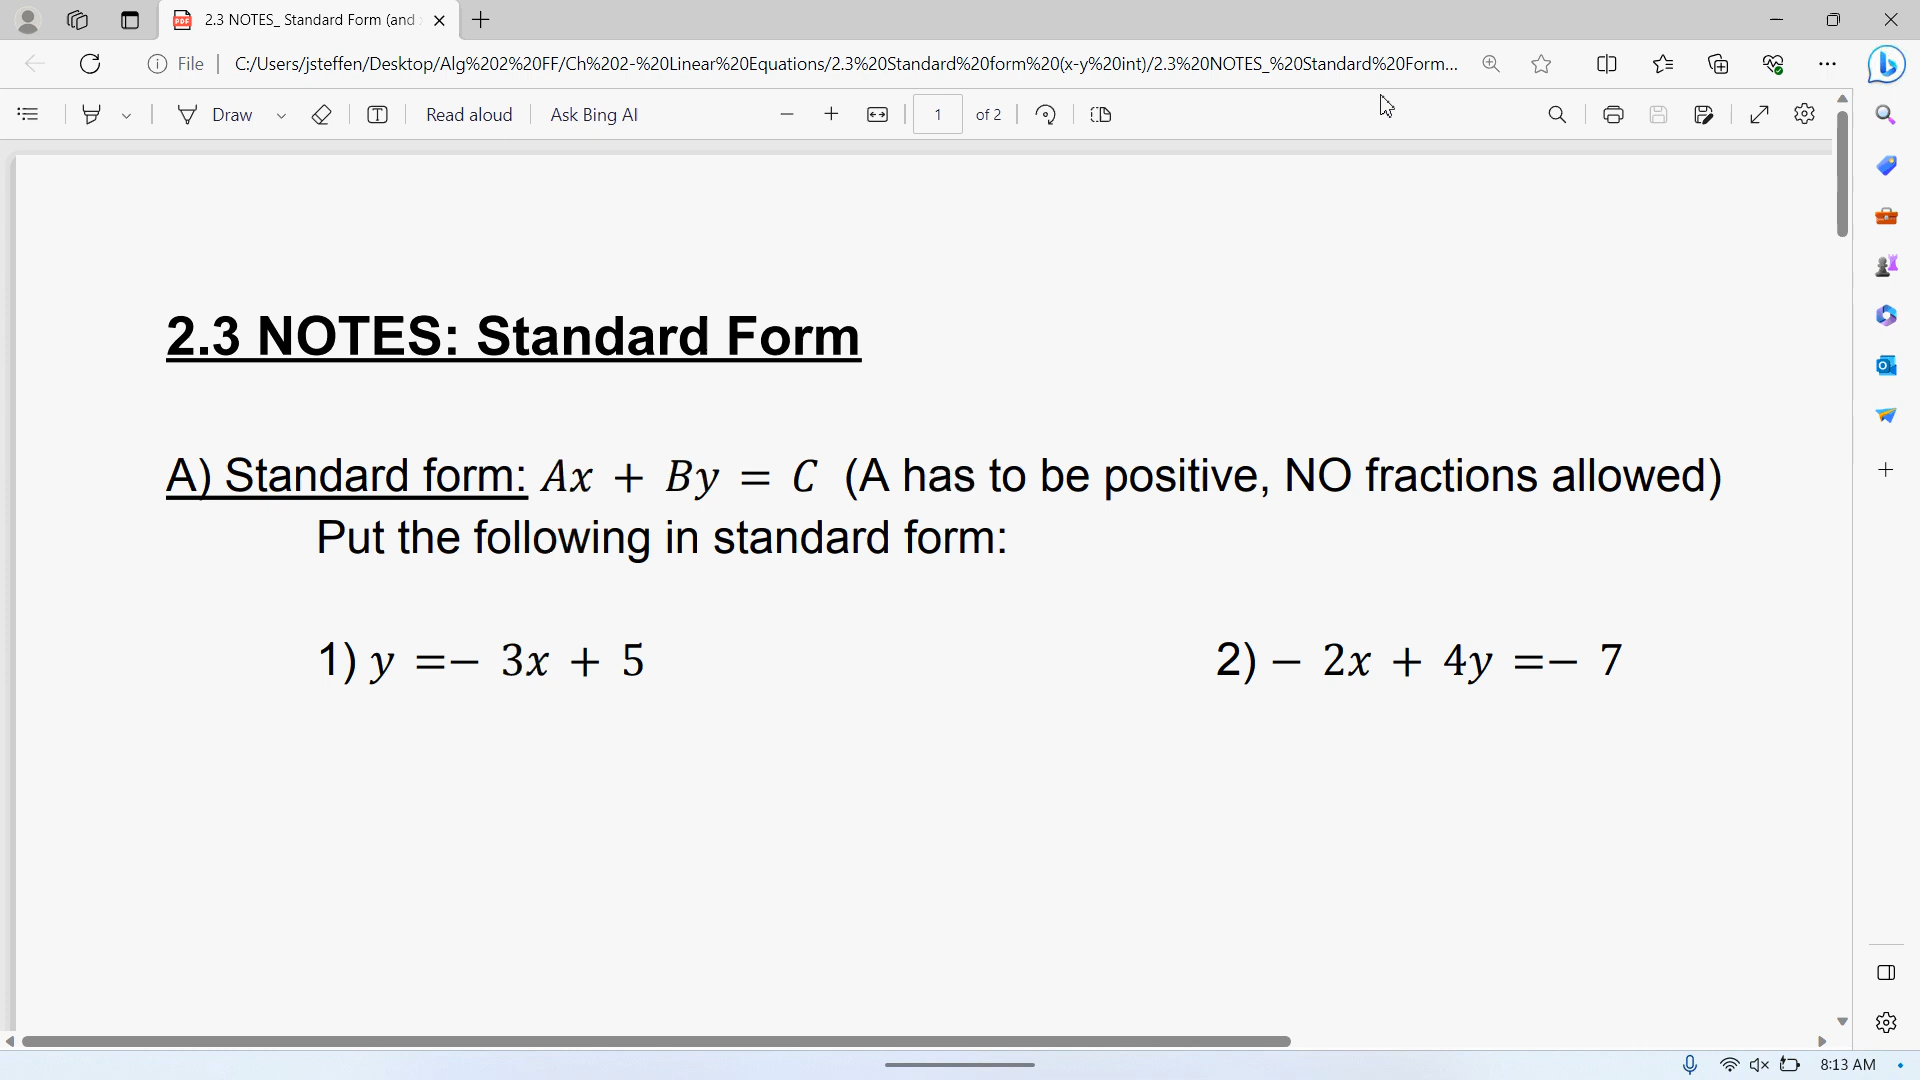 2.3 NOTES_ Standard Form (and
File
C:/Users/jsteffen/Desktop/Alg%202%20FF/Ch%202-%20Linear%20Equations/2.3%20Standard%20form%20(x-y%20int)/2.3%20NOTES_%20Standard%20Form...
Draw Read aloud Ask Bing AI 1 of 2
2.3 NOTES: Standard Form
A) Standard form: Ax + By = C (A has to be positive, NO fractions allowed)
Put the following in standard form:
1) y =− 3x + 5 2) − 2x + 4y =− 7
8:13 AM